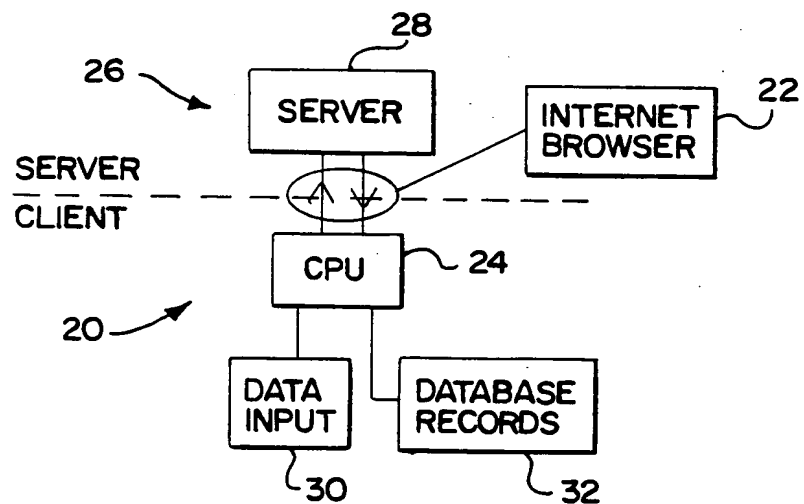 28
26
SERVER
INTERNET
BROWSER
22
SERVER
CLIENT
CPU
24
20
DATA
INPUT
DATABASE
RECORDS
30
32